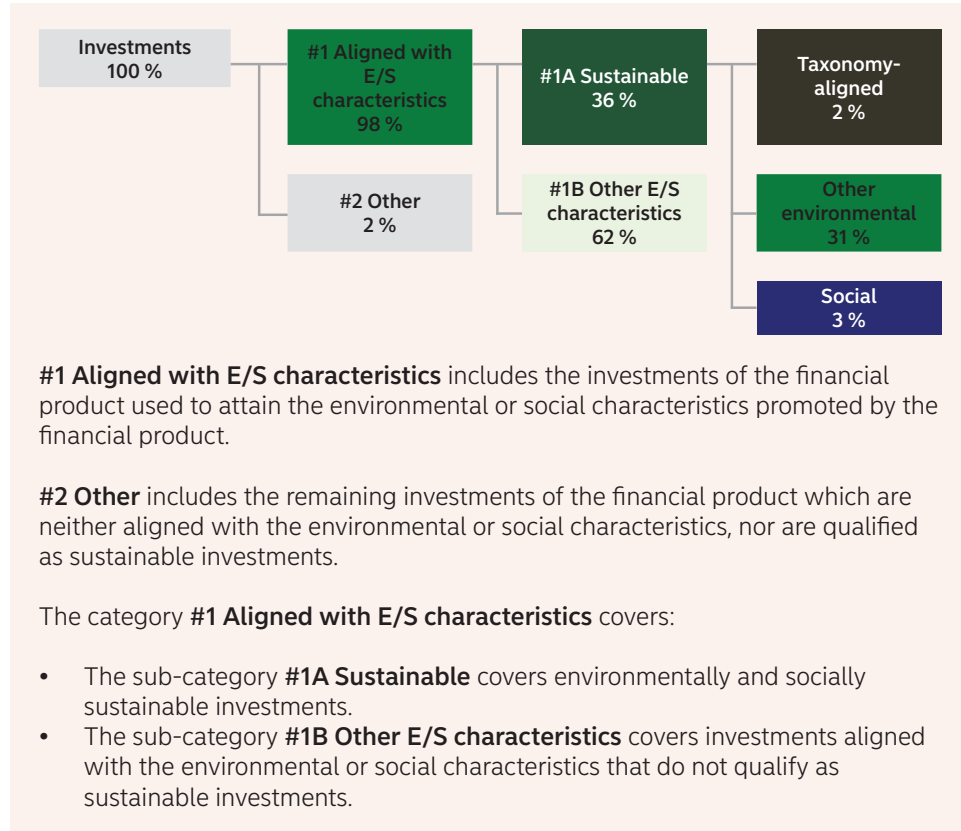 Investments
100 %
#1 Aligned with
E/S
characteristics
98 %
#1A Sustainable
36 %
Taxonomy-
aligned
2 %
#2 Other
2 %
#1B Other E/S
characteristics
62 %
Other
environmental
31 %
Social
3 %
#1 Aligned with E/S characteristics includes the investments of the financial
product used to attain the environmental or social characteristics promoted by the
financial product.
#2 Other includes the remaining investments of the financial product which are
neither aligned with the environmental or social characteristics, nor are qualified
as sustainable investments.
The category #1 Aligned with E/S characteristics covers:
• The sub-category #1A Sustainable covers environmentally and socially
sustainable investments.
• The sub-category #1B Other E/S characteristics covers investments aligned
with the environmental or social characteristics that do not qualify as
sustainable investments.